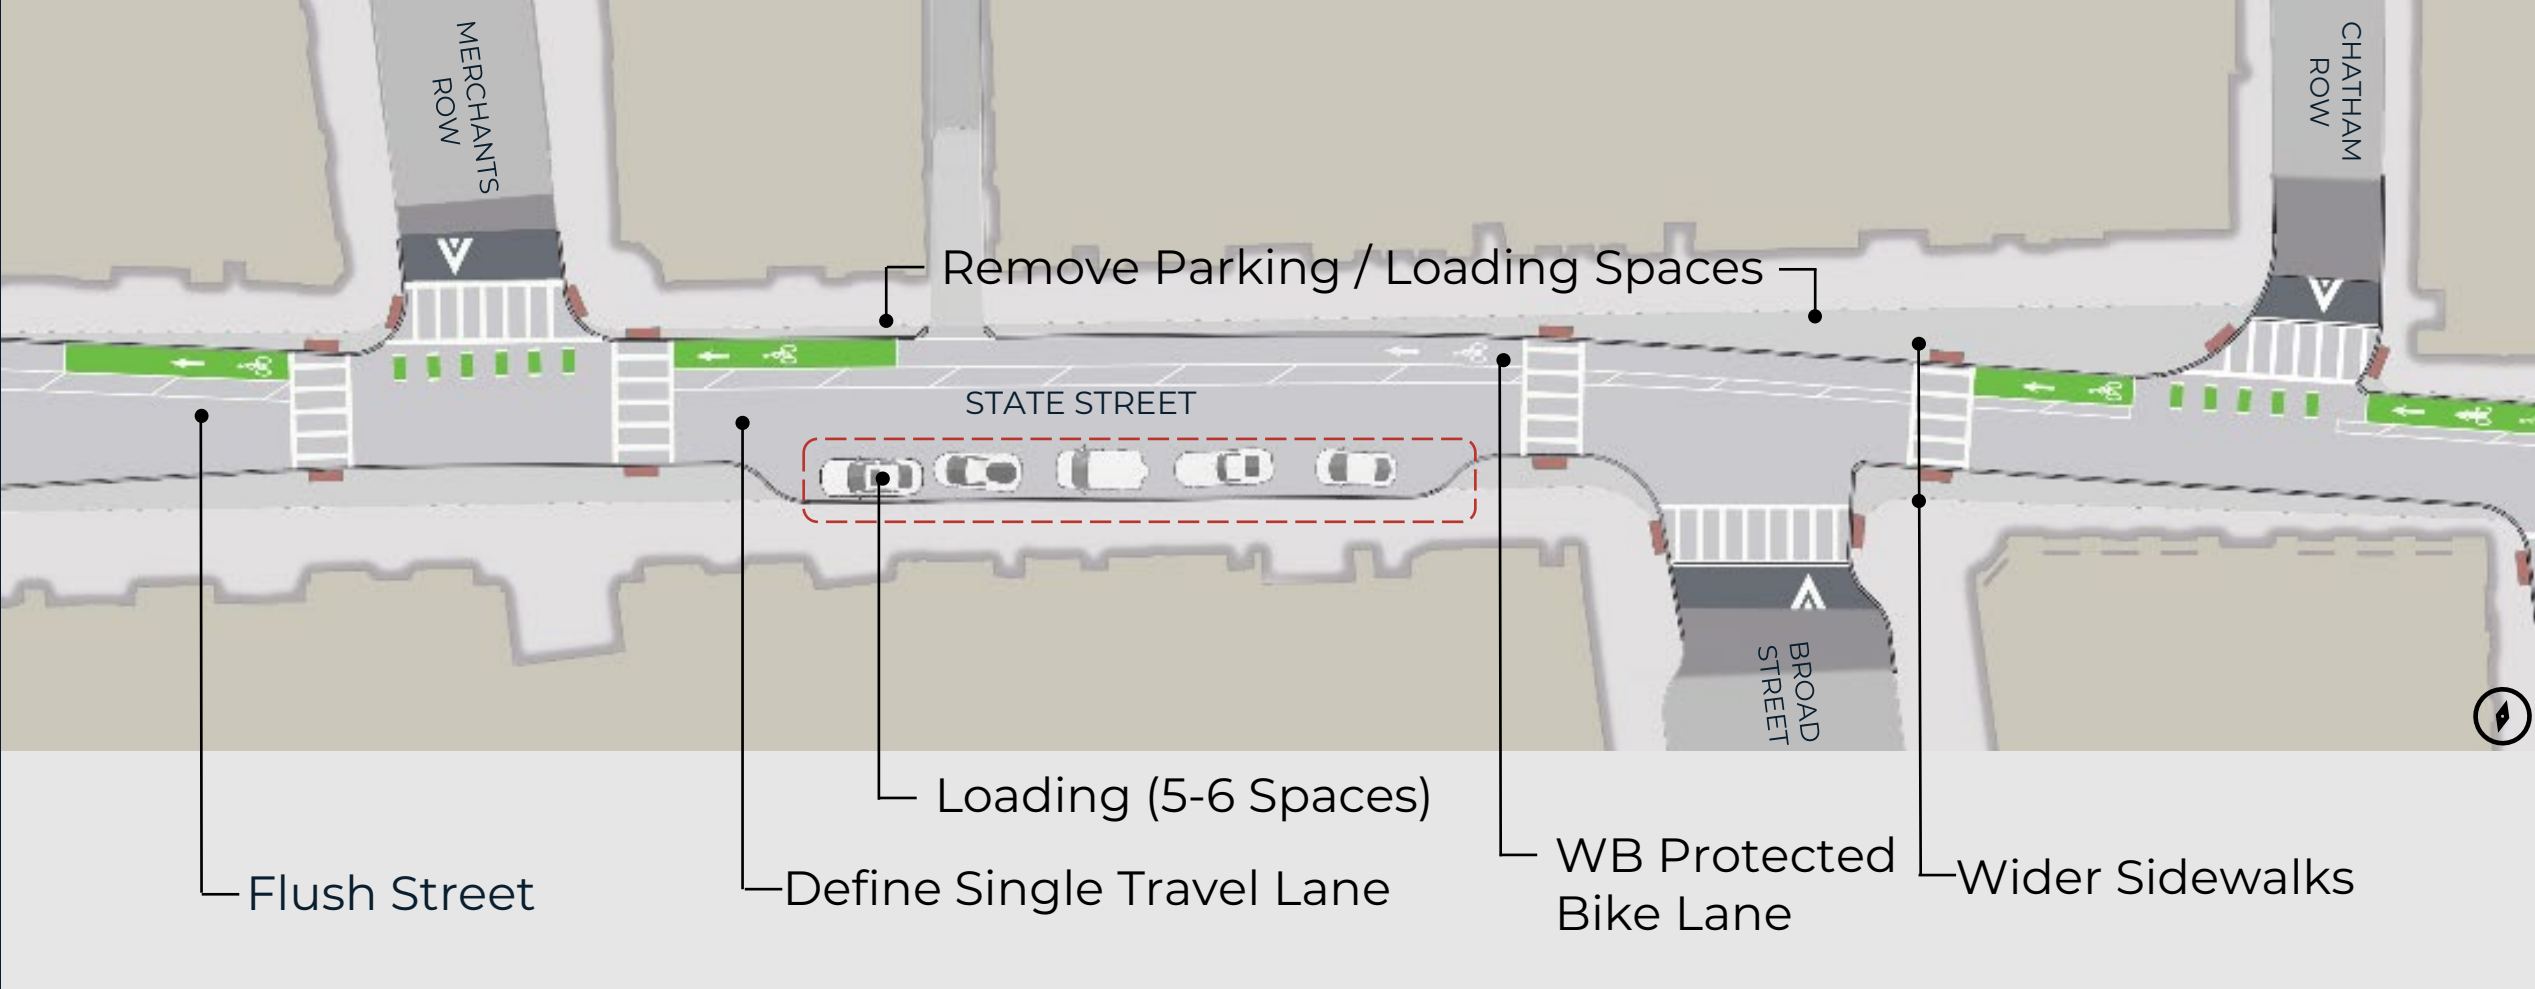 MERCHANTS
ROW
CHATHAM
ROW
Remove Parking / Loading Spaces
STATE STREET
BROAD
STREET
Loading (5-6 Spaces)
WB Protected
Bike Lane
Wider Sidewalks
Define Single Travel Lane
Flush Street